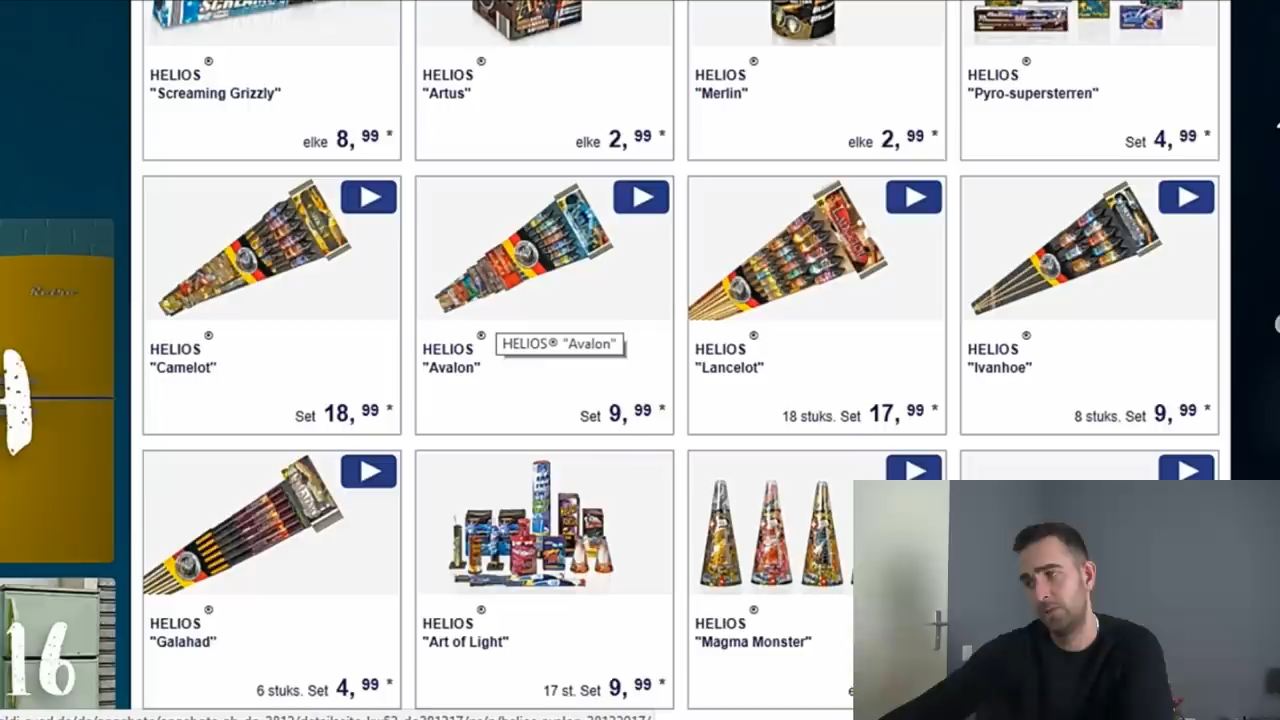 HELIOS ®
"Screaming Grizzly"
elke 8, 99 *
HELIOS ®
"Artus"
elke 2, 99 *
HELIOS ®
"Merlin"
elke 2, 99 *
HELIOS ®
"Pyro-supersterren"
Set 4, 99 *
HELIOS ®
"Camelot"
Set 18, 99 *
HELIOS ®
"Avalon"
HELIOS® "Avalon"
Set 9, 99 *
HELIOS ®
"Lancelot"
18 stuks. Set 17, 99 *
HELIOS ®
"Ivanhoe"
8 stuks. Set 9, 99 *
HELIOS ®
"Galahad"
6 stuks. Set 4, 99 *
HELIOS ®
"Art of Light"
17 st. Set 9, 99 *
HELIOS ®
"Magma Monster"
16